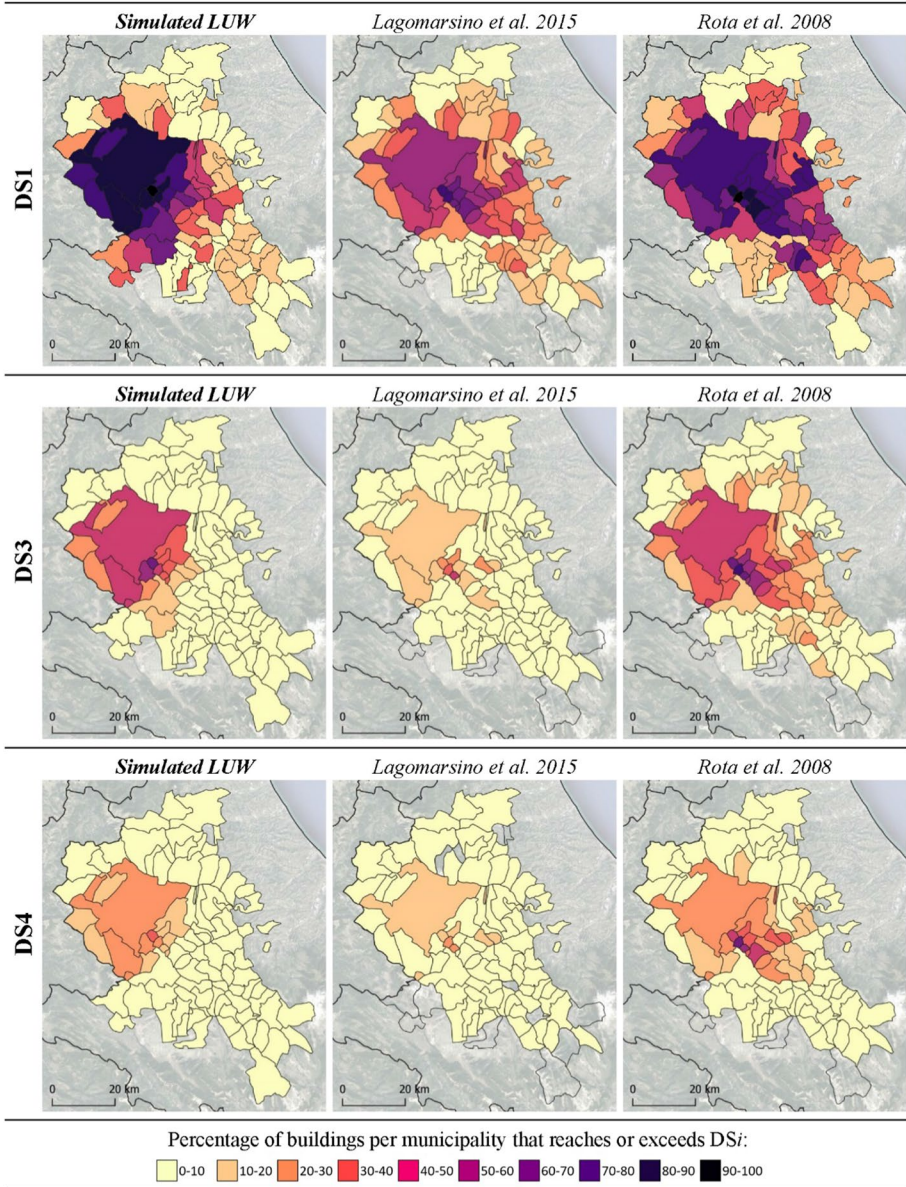 Simulated LUW Lagomarsino et al. 2015 Rota et al. 2008
DS1
0 20 km 0 20 km 0 20 km
Simulated LUW Lagomarsino et al. 2015 Rota et al. 2008
DS3
0 20 km 0 20 km 0 20 km
Simulated LUW Lagomarsino et al. 2015 Rota et al. 2008
DS4
0 20 km 0 20 km 0 20 km
Percentage of buildings per municipality that reaches or exceeds DSi:
0-10 10-20 20-30 30-40 40-50 50-60 60-70 70-80 80-90 90-100